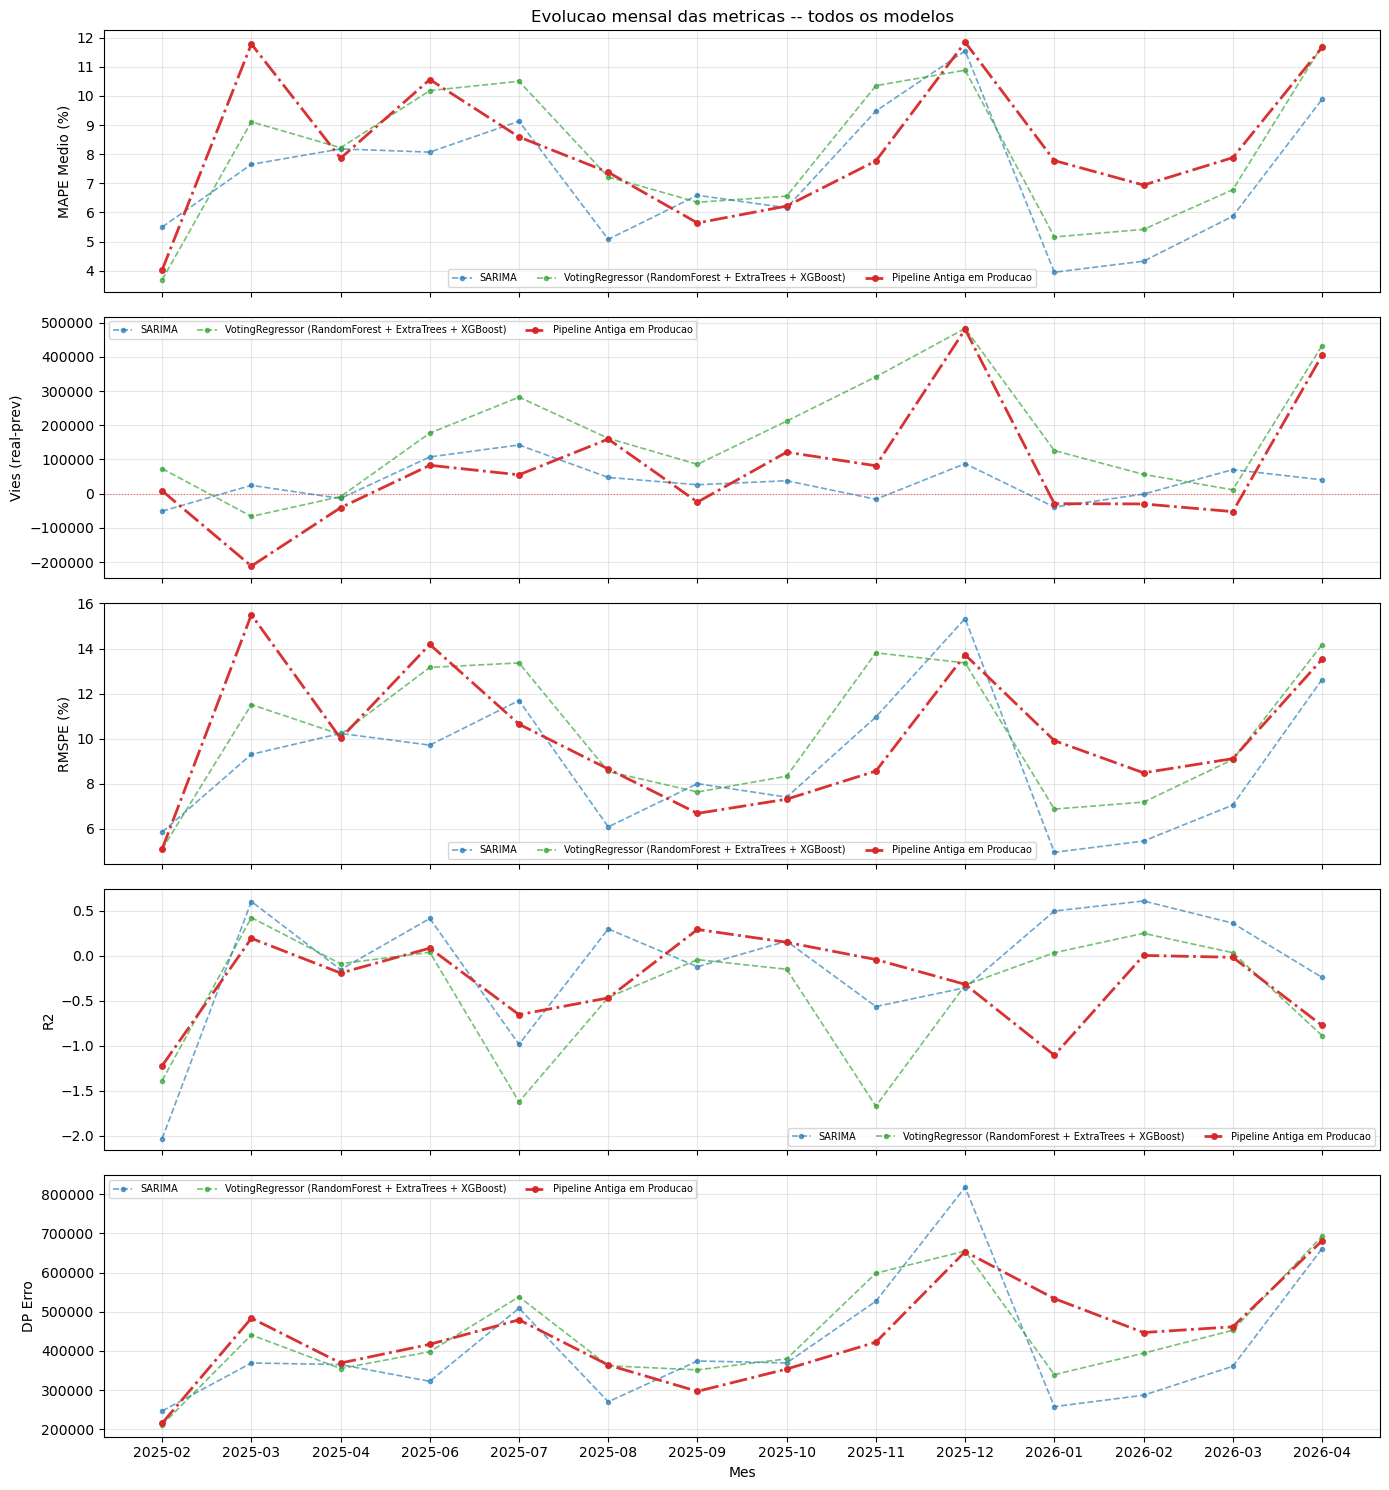 Evolucao mensal das metricas -- todos os modelos
12
11
10
9
8
7
6
5
4
MAPE Medio (%)
SARIMA VotingRegressor (RandomForest + ExtraTrees + XGBoost) Pipeline Antiga em Producao
SARIMA VotingRegressor (RandomForest + ExtraTrees + XGBoost) Pipeline Antiga em Producao
500000
400000
300000
200000
100000
0
−100000
−200000
Vies (real-prev)
16
14
12
10
8
6
RMSPE (%)
SARIMA VotingRegressor (RandomForest + ExtraTrees + XGBoost) Pipeline Antiga em Producao
0.5
0.0
−0.5
−1.0
−1.5
−2.0
R2
SARIMA VotingRegressor (RandomForest + ExtraTrees + XGBoost) Pipeline Antiga em Producao
SARIMA VotingRegressor (RandomForest + ExtraTrees + XGBoost) Pipeline Antiga em Producao
800000
700000
600000
500000
400000
300000
200000
DP Erro
2025-02 2025-03 2025-04 2025-06 2025-07 2025-08 2025-09 2025-10 2025-11 2025-12 2026-01 2026-02 2026-03 2026-04
Mes